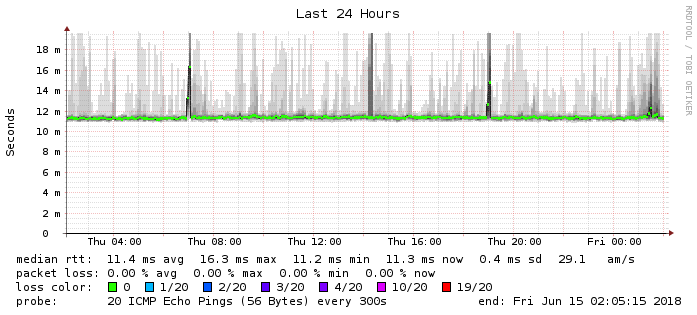 Last 24 Hours
RRDTOOL / TOBI OETIKER
Seconds
18 m
16 m
14 m
12 m
10 m
8 m
6 m
4 m
2 m
0
Thu 04:00 Thu 08:00 Thu 12:00 Thu 16:00 Thu 20:00 Fri 00:00
median rtt: 11.4 ms avg 16.3 ms max 11.2 ms min 11.3 ms now 0.4 ms sd 29.1 am/s
packet loss: 0.00 % avg 0.00 % max 0.00 % min 0.00 % now
loss color: 0 1/20 2/20 3/20 4/20 10/20 19/20
probe: 20 ICMP Echo Pings (56 Bytes) every 300s end: Fri Jun 15 02:05:15 2018